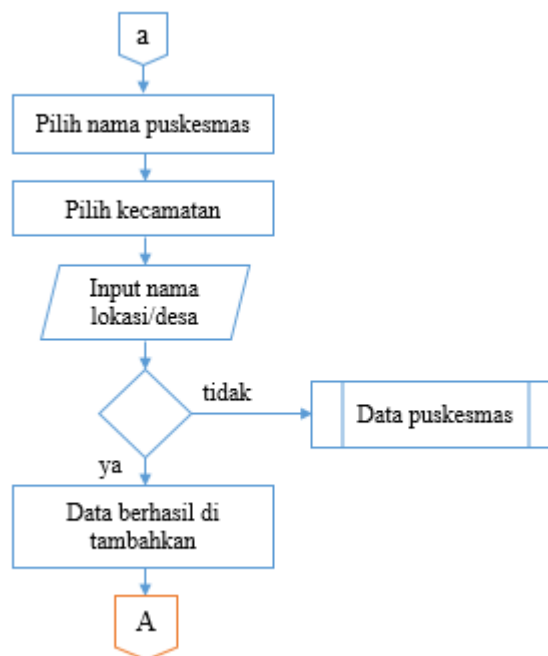 a
Pilih nama puskesmas
Pilih kecamatan
Input nama
lokasi/desa
tidak
Data puskesmas
ya
Data berhasil di
tambahkan
A